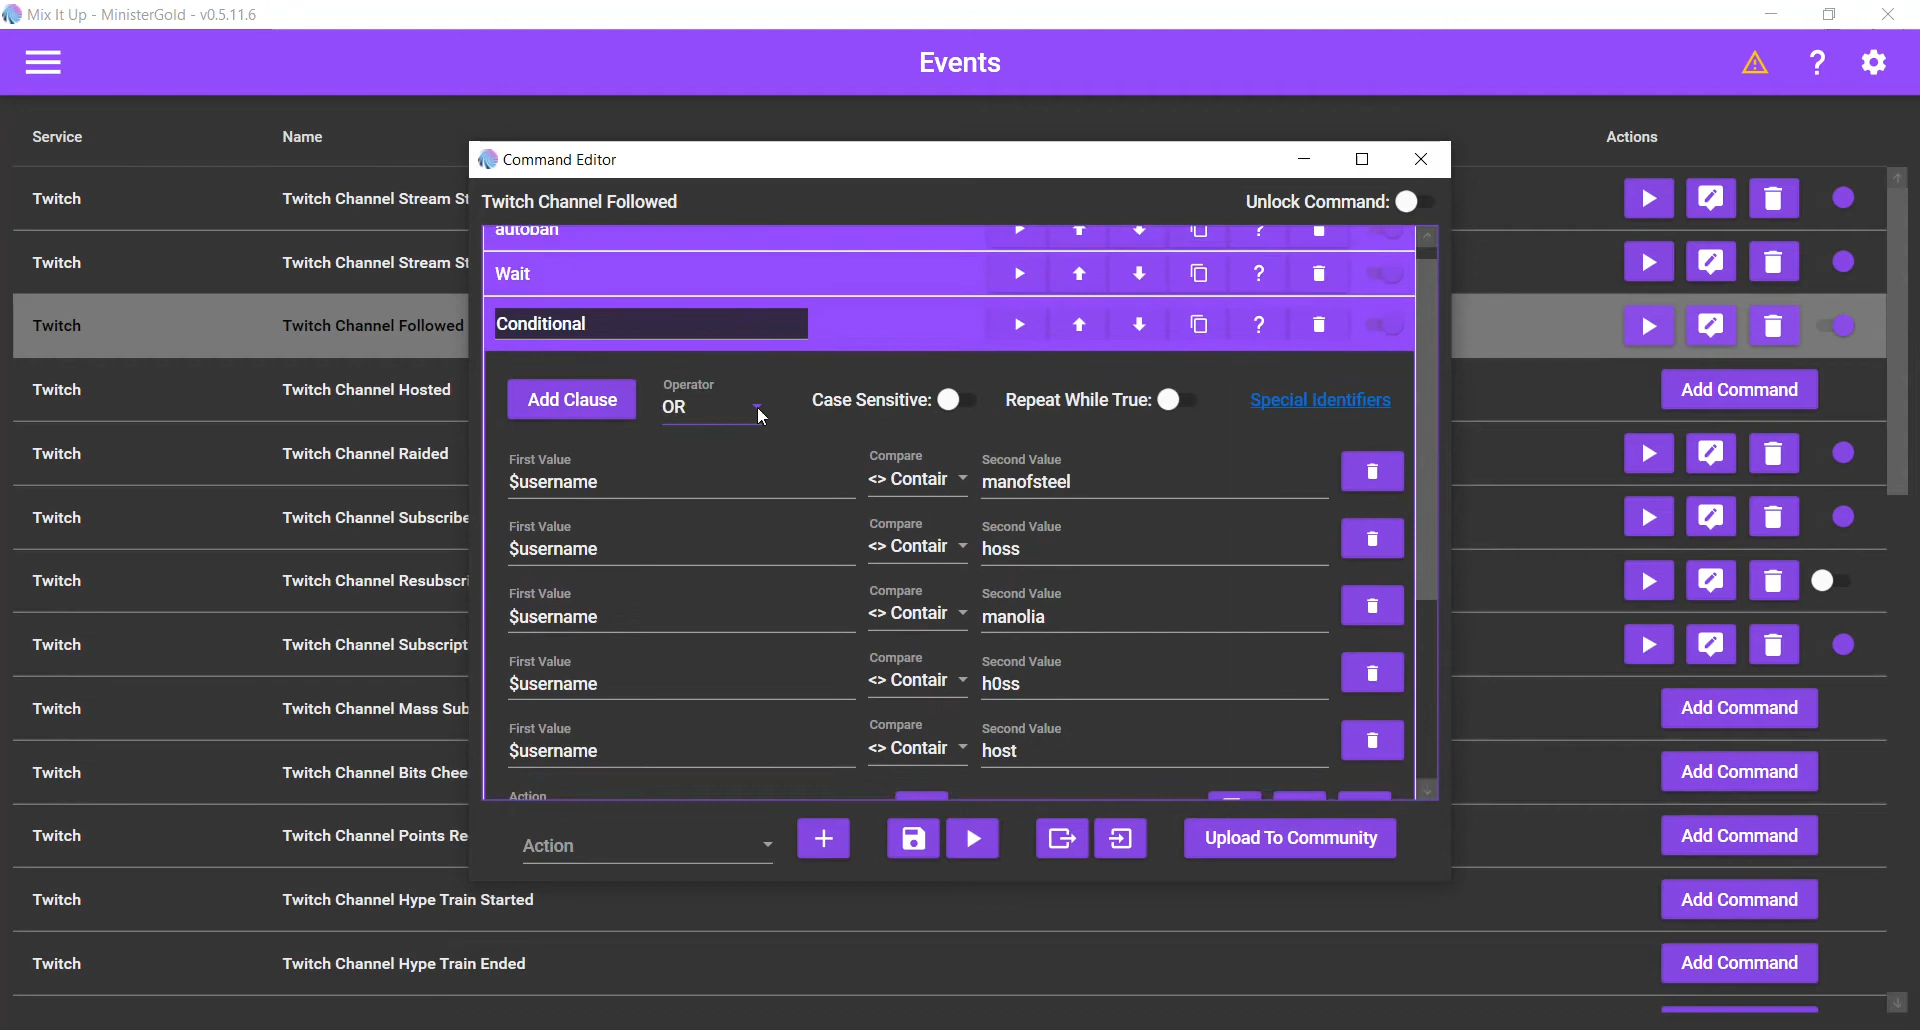 Mix It Up - MinisterGold - v0.5.11.6
Events
?
Service
Name
Actions
Command Editor
Twitch Channel Followed
Unlock Command:
autoban
?
Wait
?
Conditional
?
Add Clause
Operator
OR
Case Sensitive:
Repeat While True:
Special Identifiers
First Value
$username
Compare
<> Contair
Second Value
manofsteel
First Value
$username
Compare
<> Contair
Second Value
hoss
First Value
$username
Compare
<> Contair
Second Value
manolia
First Value
$username
Compare
<> Contair
Second Value
h0ss
First Value
$username
Compare
<> Contair
Second Value
host
Action
Action
+
Upload To Community
Twitch
Twitch Channel Stream St
Twitch
Twitch Channel Stream St
Twitch
Twitch Channel Followed
Twitch
Twitch Channel Hosted
Add Command
Twitch
Twitch Channel Raided
Twitch
Twitch Channel Subscribe
Twitch
Twitch Channel Resubscri
Twitch
Twitch Channel Subscript
Twitch
Twitch Channel Mass Sub
Add Command
Twitch
Twitch Channel Bits Chee
Add Command
Twitch
Twitch Channel Points Re
Add Command
Twitch
Twitch Channel Hype Train Started
Add Command
Twitch
Twitch Channel Hype Train Ended
Add Command